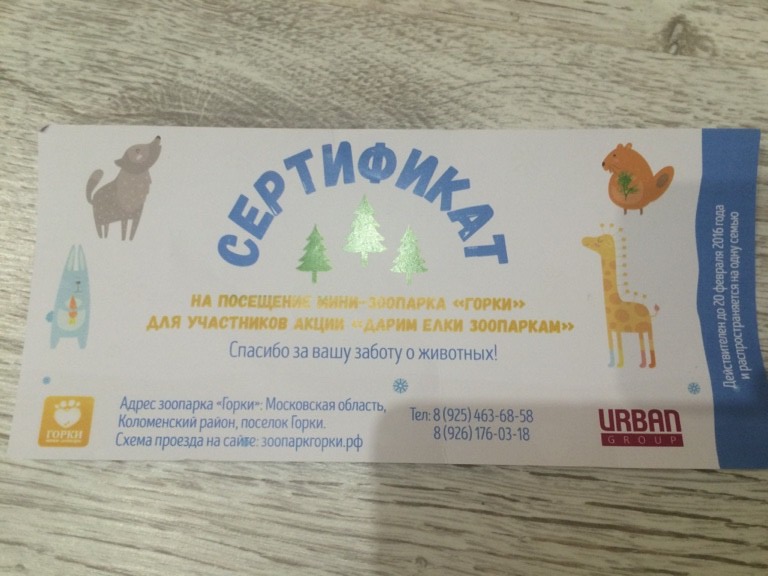 СЕРТИФИКАТ
НА ПОСЕЩЕНИЕ МИНИ-ЗООПАРКА «ГОРКИ»
ДЛЯ УЧАСТНИКОВ АКЦИИ «ДАРИМ ЕЛКИ ЗООПАРКАМ»
Спасибо за вашу заботу о животных!
ГОРКИ
Адрес зоопарка «Горки»: Московская область,
Коломенский район, поселок Горки.
Схема проезда на сайте: зоопаркгорки.рф
Тел: 8 (925) 463-68-58
8 (926) 176-03-18
URBAN
GROUP
Действителен до 20 февраля 2016 года
и распространяется на одну семью